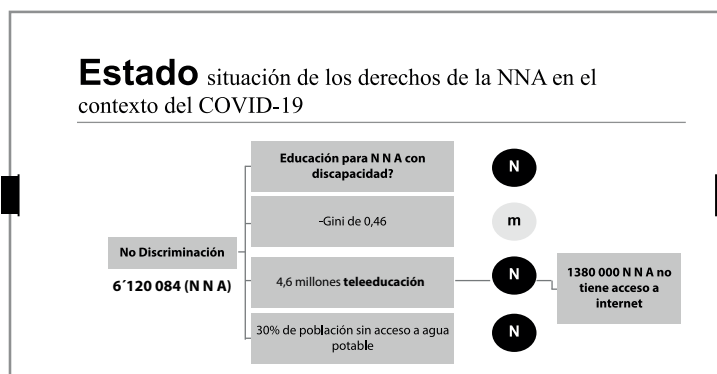 Estado situación de los derechos de la NNA en el
contexto del COVID-19
Educación para N N A con
discapacidad?
N
-Gini de 0,46
m
No Discriminación
6´120 084 (N N A)
4,6 millones teleeducación
N
1380 000 N N A no
tiene acceso a
internet
30% de población sin acceso a agua
potable
N